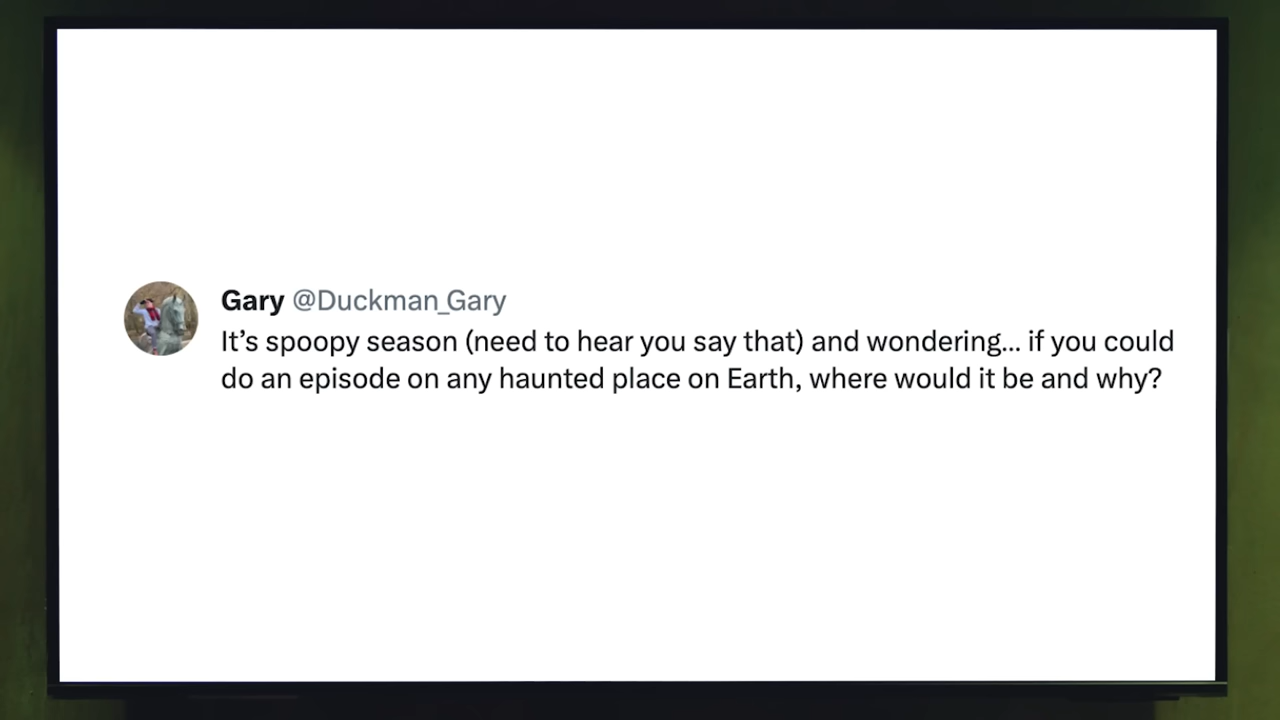 Gary @Duckman_Gary
It’s spoopy season (need to hear you say that) and wondering... if you could
do an episode on any haunted place on Earth, where would it be and why?